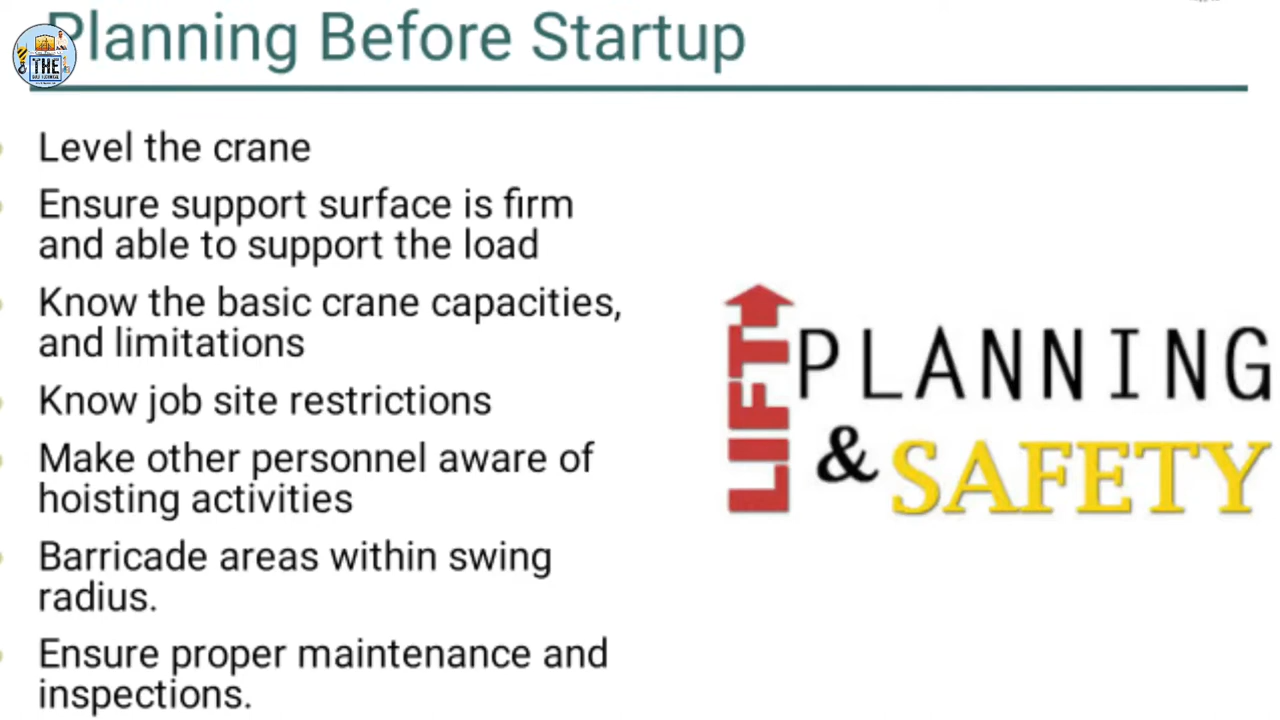 Planning Before Startup
THE
Level the crane
Ensure support surface is firm
and able to support the load
Know the basic crane capacities,
and limitations
Know job site restrictions
Make other personnel aware of
hoisting activities
Barricade areas within swing
radius.
Ensure proper maintenance and
inspections.
LIFT
PLANNING
& SAFETY